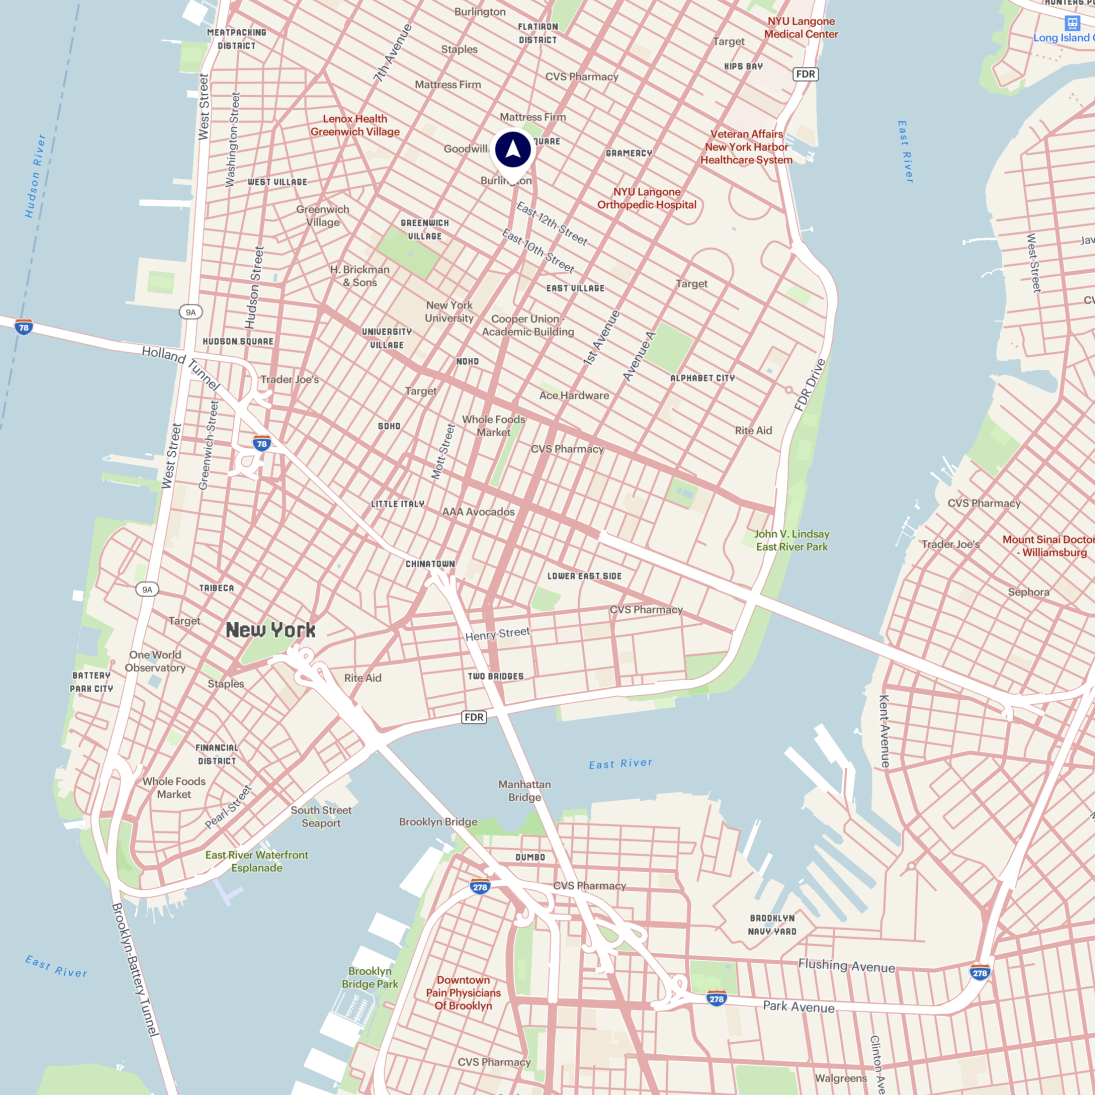 Burlington
HUNTERS PO
MEATPACKING
DISTRICT
FLATIRON
DISTRICT
NYU Langone
Medical Center
Long Island C
Staples
Target
7th Avenue
KIPS BAY
FDR
CVS Pharmacy
Mattress Firm
West Street
Washington Street
Lenox Health
Greenwich Village
Mattress Firm
Goodwill
QUARE
GRAMERCY
Veteran Affairs
New York Harbor
Healthcare System
East River
Hudson River
WEST VILLAGE
Burlington
NYU Langone
Orthopedic Hospital
Greenwich
Village
GREENWICH
VILLAGE
East 12th Street
East 10th Street
West Street
Jav
H. Brickman
& Sons
Hudson Street
Target
EAST VILLAGE
CV
New York
University
Cooper Union -
Academic Building
9A
78
HUDSON SQUARE
UNIVERSITY
VILLAGE
1st Avenue
Avenue A
Holland Tunnel
NOHO
ALPHABET CITY
FDR Drive
Trader Joe's
Target
Ace Hardware
Whole Foods
Market
SOHO
Rite Aid
78
Greenwich Street
West Street
Mott Street
CVS Pharmacy
LITTLE ITALY
AAA Avocados
CVS Pharmacy
John V. Lindsay
East River Park
Trader Joe's
Mount Sinai Doctor
- Williamsburg
CHINATOWN
LOWER EAST SIDE
9A
TRIBECA
Sephora
CVS Pharmacy
Target
New York
Henry Street
One World
Observatory
BATTERY
PARK CITY
Staples
Rite Aid
TWO BRIDGES
FDR
Kent Avenue
FINANCIAL
DISTRICT
East River
Whole Foods
Market
Manhattan
Bridge
Pearl Street
South Street
Seaport
Brooklyn Bridge
East River Waterfront
Esplanade
DUMBO
278
CVS Pharmacy
BROOKLYN
NAVY YARD
Brooklyn-Battery Tunnel
East River
Brooklyn
Bridge Park
Downtown
Pain Physicians
Of Brooklyn
Flushing Avenue
278
278
Park Avenue
CVS Pharmacy
Clinton Ave
Walgreens